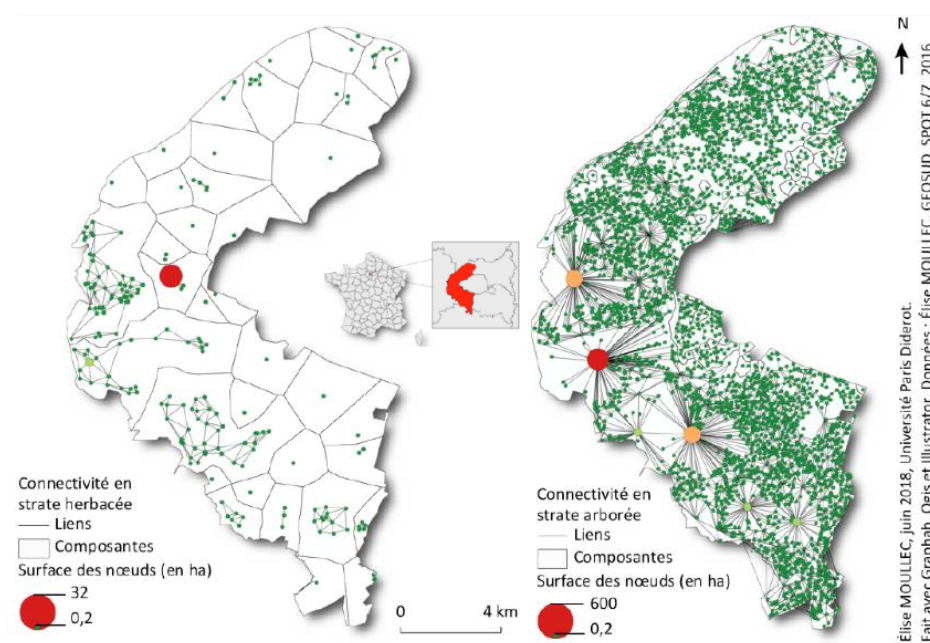 N
Connectivité en
strate herbacée
Liens
Composantes
Surface des nœuds (en ha)
32
0,2
0 4 km
Connectivité en
strate arborée
Liens
Composantes
Surface des nœuds (en ha)
600
0,2
Élise MOULLEC, juin 2018, Université Paris Diderot.
Fait avec Graphab, Qgis et Illustrator. Données : Élise MOULLEC, GEOSUD, SPOT 6/7, 2016